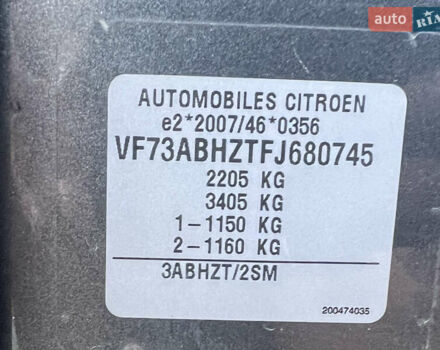 auto RIA
AUTOMOBILES CITROEN
e2*2007/46*0356
VF73ABHZTFJ680745
2205 KG
3405 KG
1-1150 KG
2-1160 KG
3ABHZT/2SM
200474035